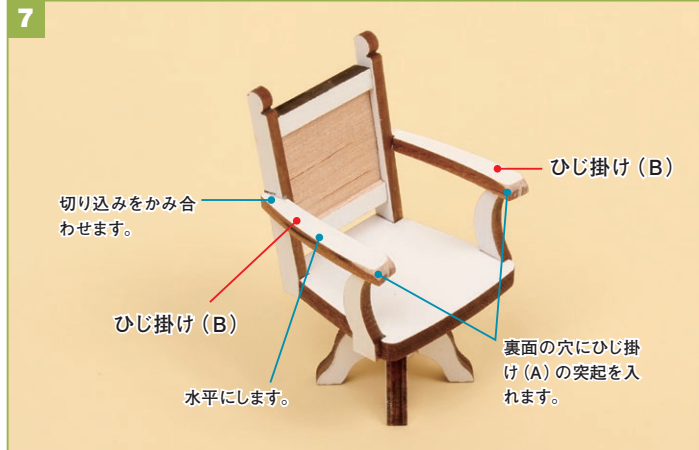 7
ひじ掛け（B）
切り込みをかみ合
わせます。
ひじ掛け（B）
水平にします。
裏面の穴にひじ掛
け（A）の突起を入
れます。